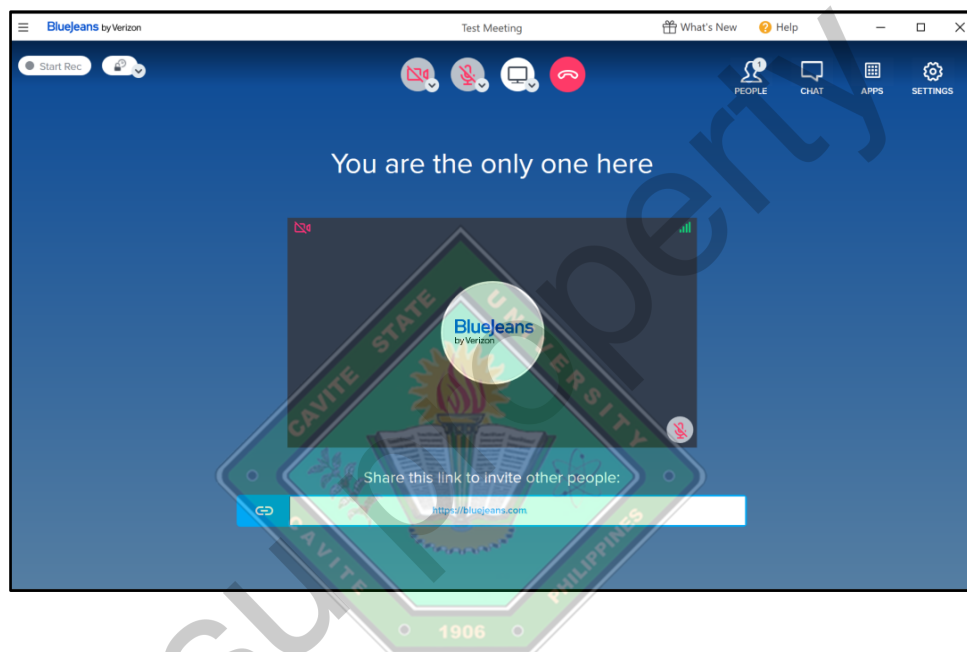 BlueJeans by Verizon
Test Meeting
What's New
Help
Start Rec
1
PEOPLE
CHAT
APPS
SETTINGS
You are the only one here
BlueJeans
by Verizon
Share this link to invite other people:
https://bluejeans.com
CAVITE STATE UNIVERSITY
CAVITE PHILIPPINES
1906
su property